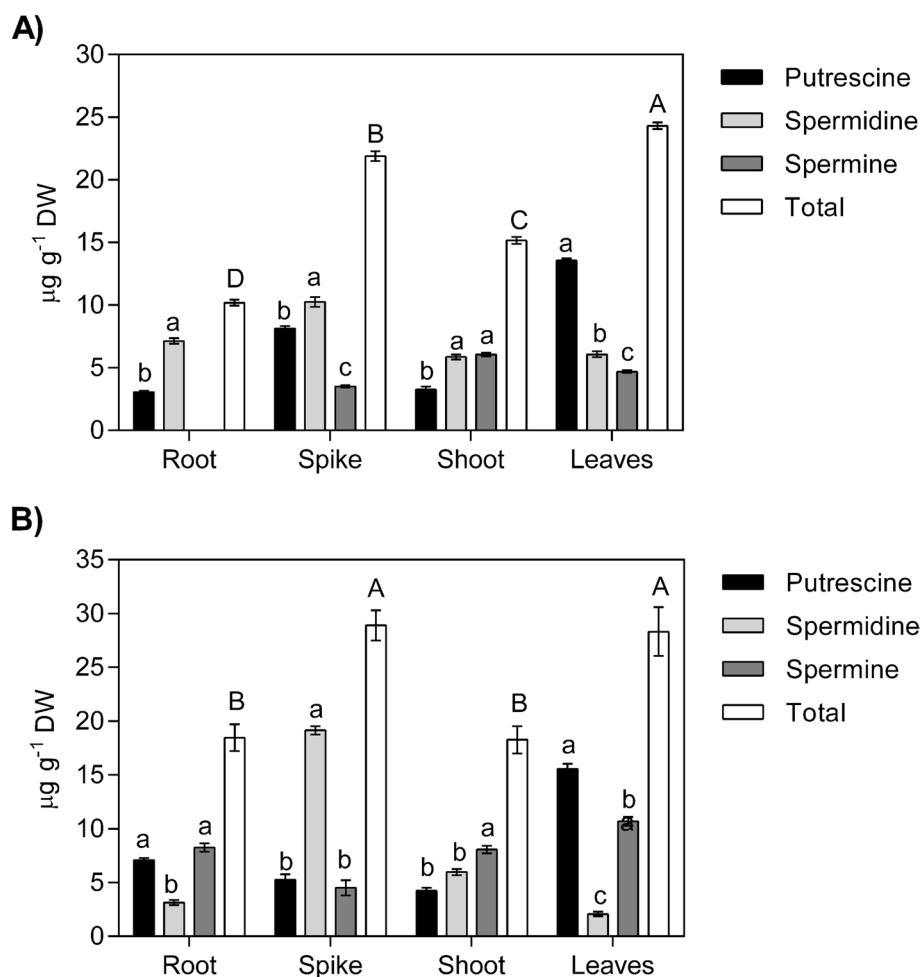 A)
30
25
20
15
10
5
0
µg g⁻¹ DW
b a D
b a c B
b a a C
a b c A
Root Spike Shoot Leaves
Putrescine
Spermidine
Spermine
Total
B)
35
30
25
20
15
10
5
0
µg g⁻¹ DW
a b a B
b a b A
b b a B
a c b a A
Root Spike Shoot Leaves
Putrescine
Spermidine
Spermine
Total